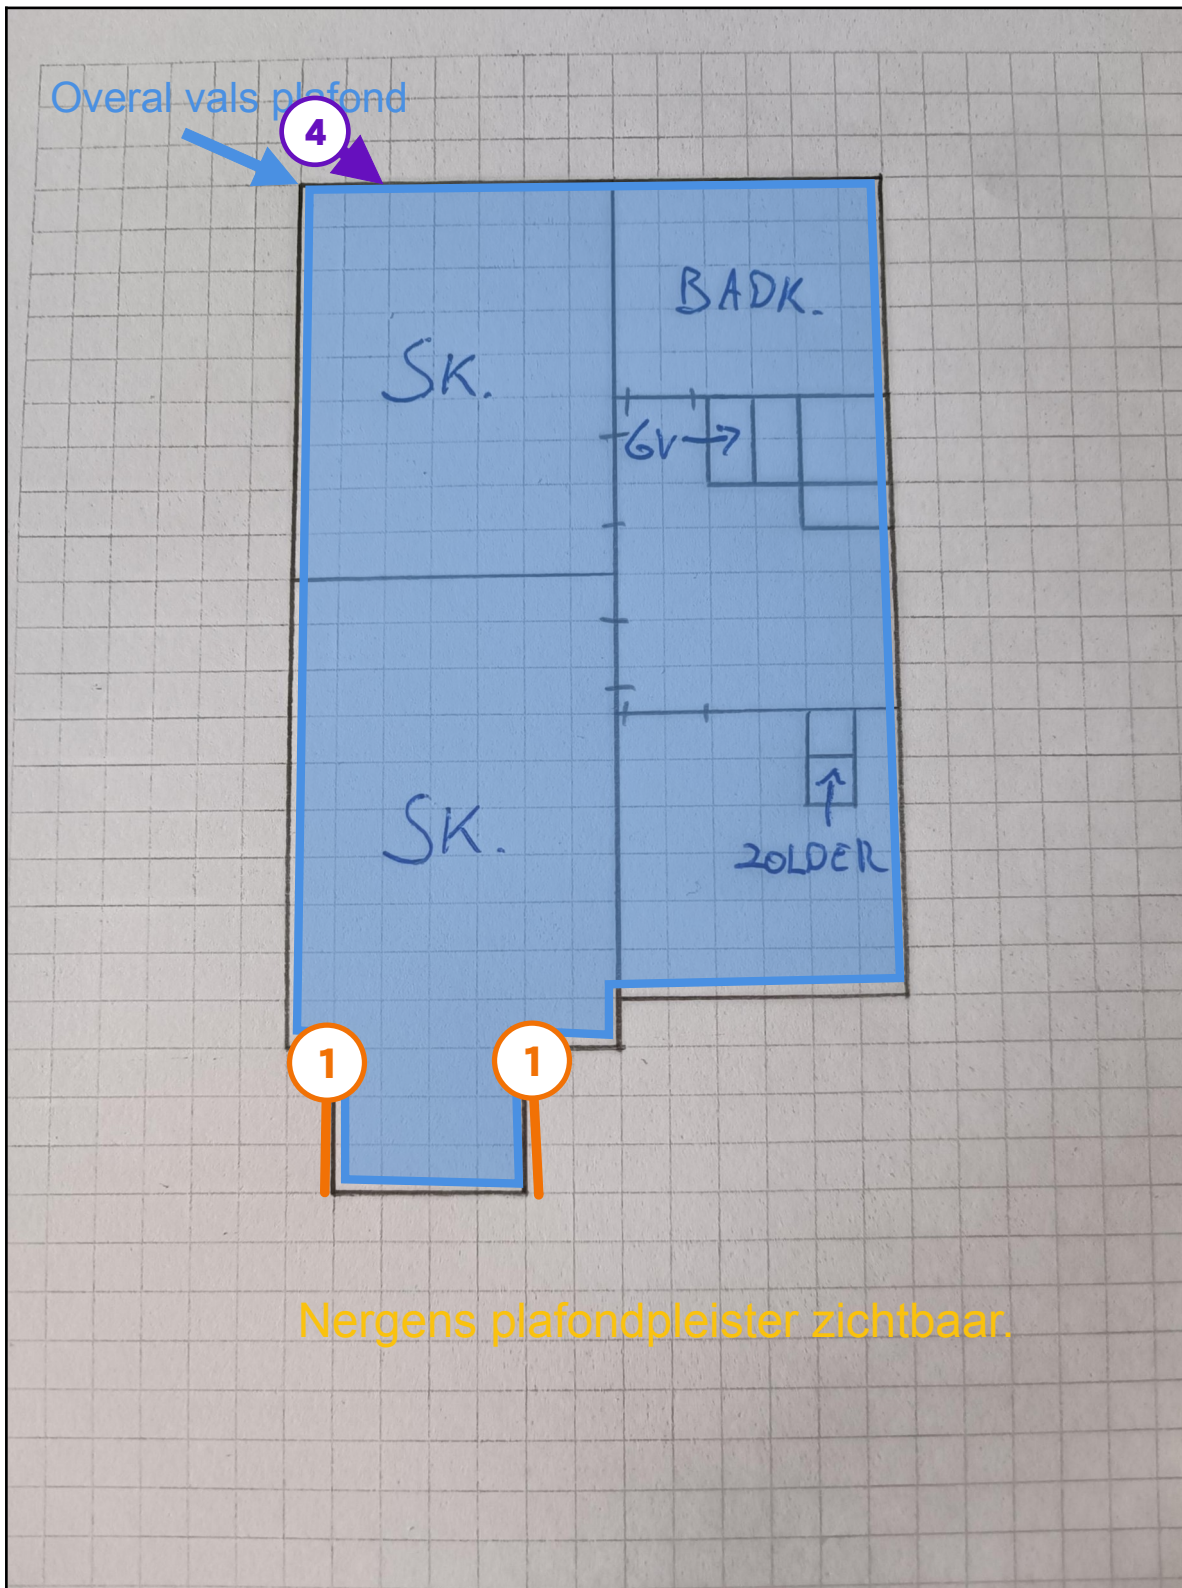 Overal vals plafond
4
BADK.
SK.
GV
SK.
ZOLDER
1
1
Nergens plafondpleister zichtbaar.